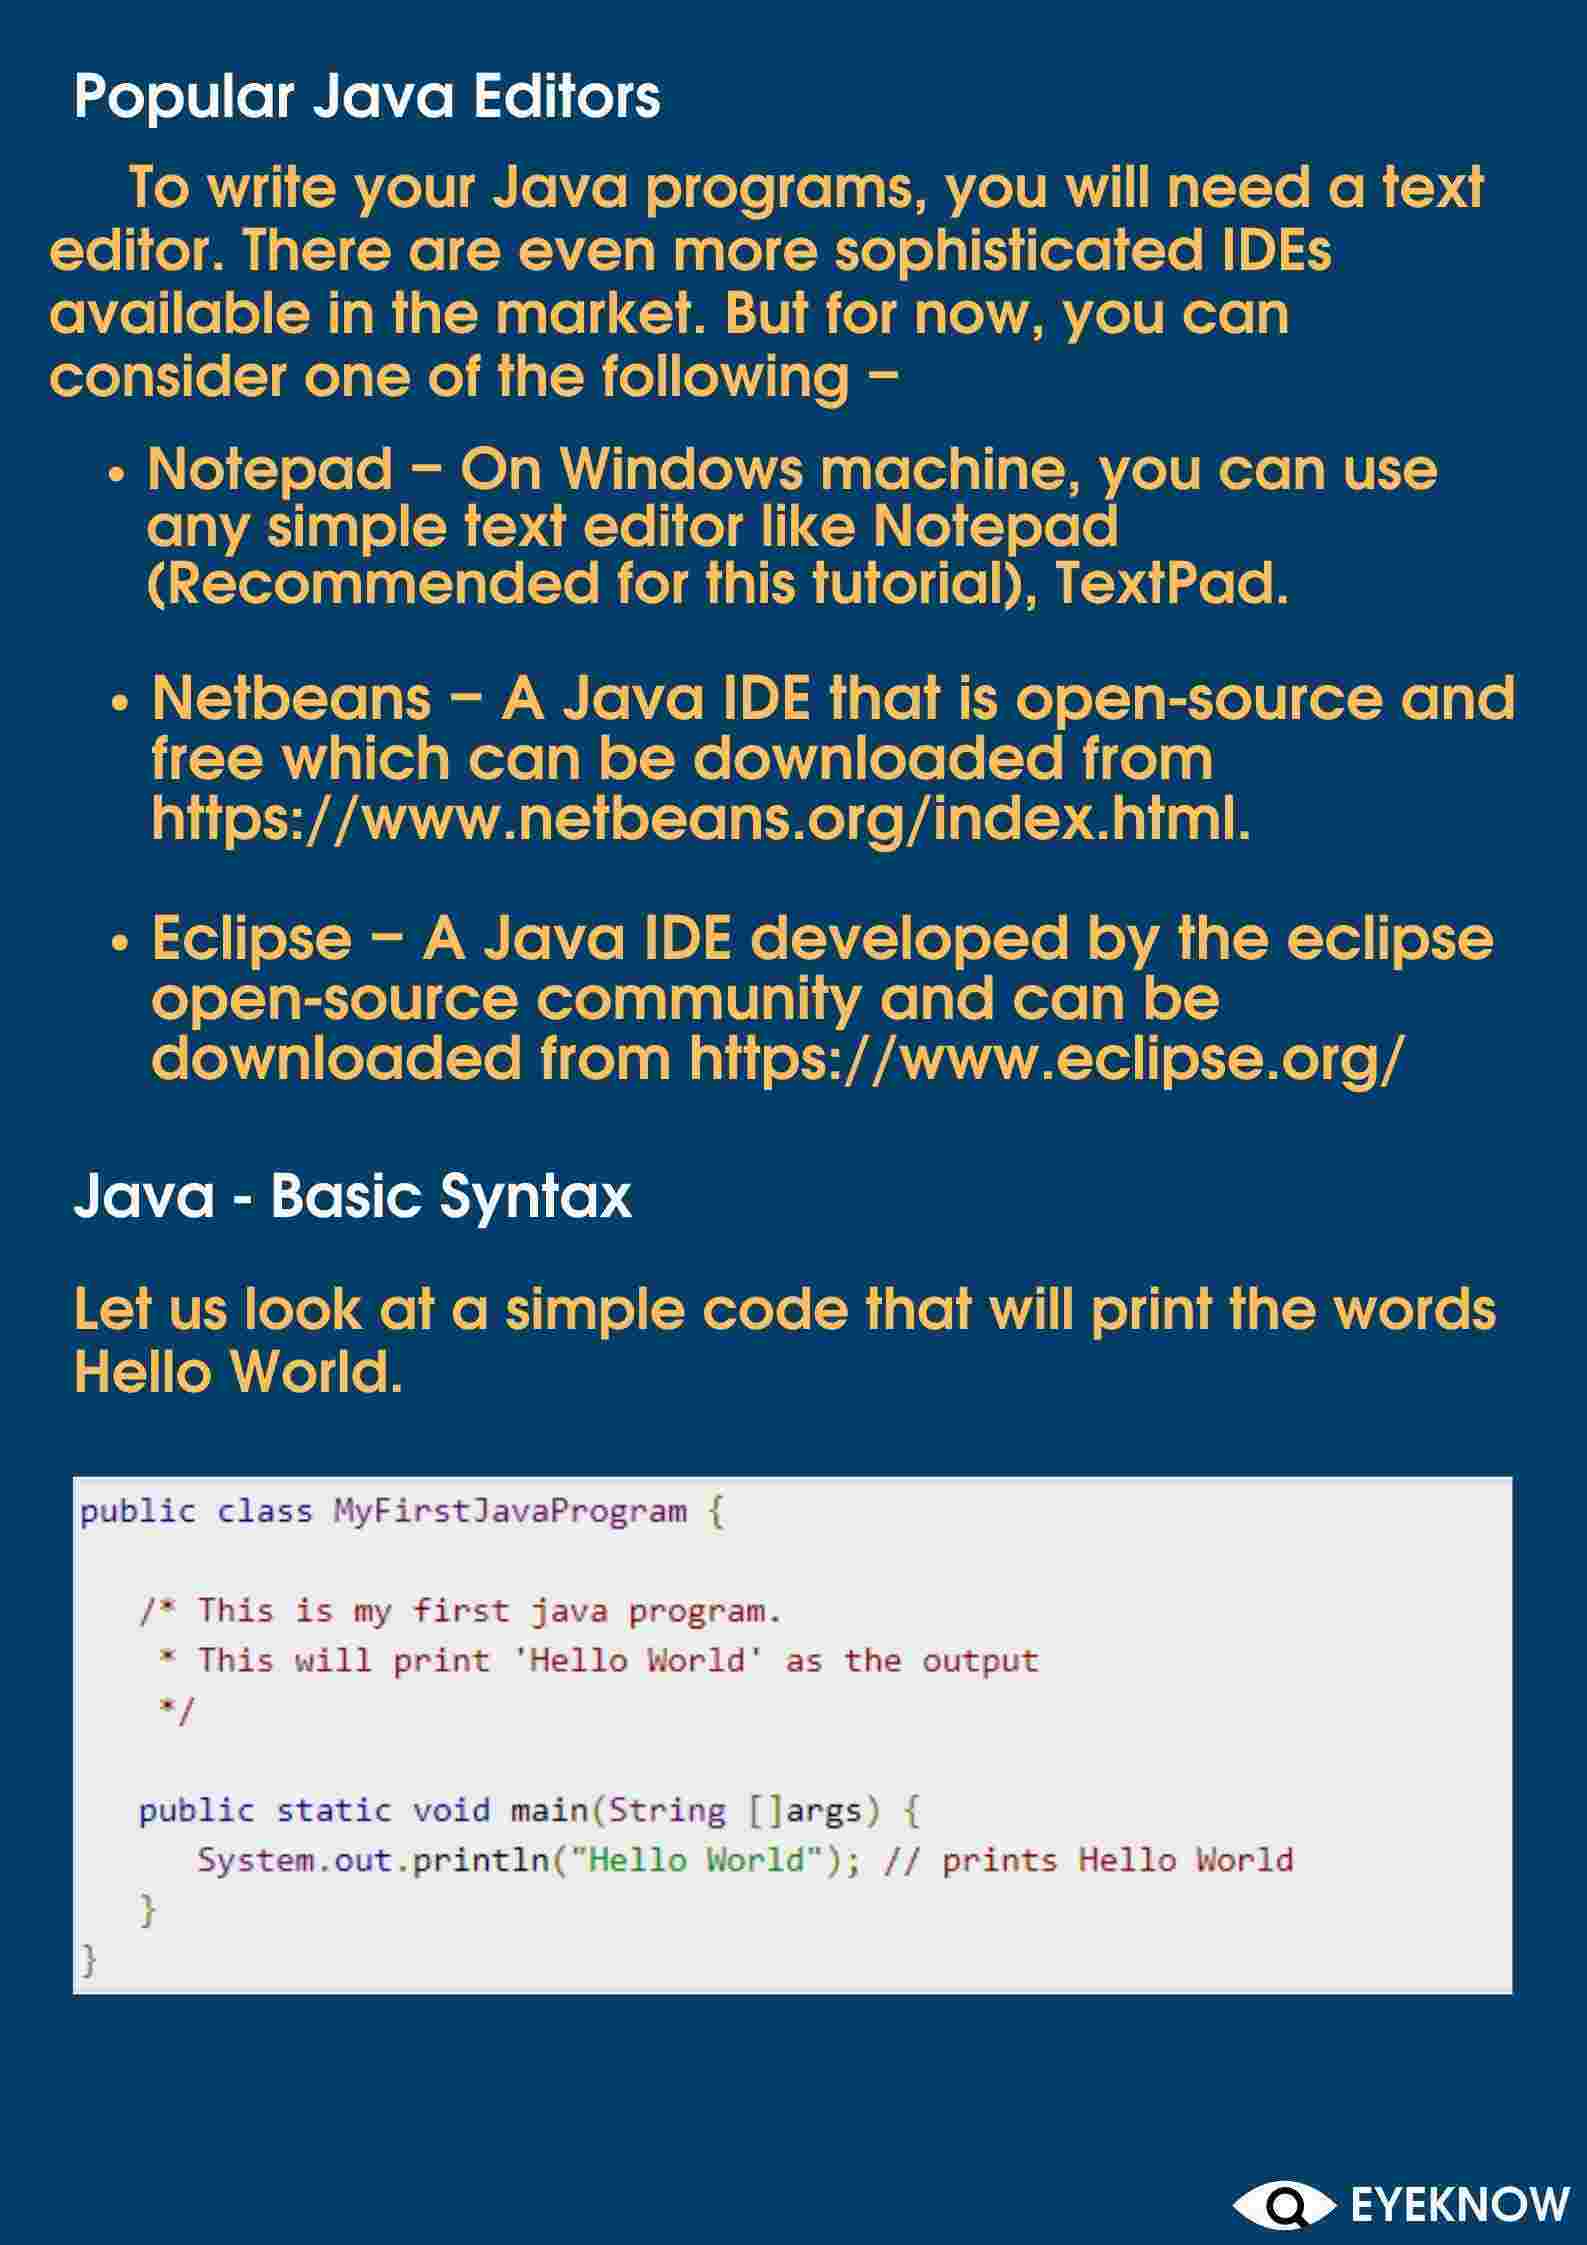 Popular Java Editors
To write your Java programs, you will need a text
editor. There are even more sophisticated IDEs
available in the market. But for now, you can
consider one of the following –
• Notepad – On Windows machine, you can use
any simple text editor like Notepad
(Recommended for this tutorial), TextPad.
• Netbeans – A Java IDE that is open-source and
free which can be downloaded from
https://www.netbeans.org/index.html.
• Eclipse – A Java IDE developed by the eclipse
open-source community and can be
downloaded from https://www.eclipse.org/
Java - Basic Syntax
Let us look at a simple code that will print the words
Hello World.
public class MyFirstJavaProgram {
/* This is my first java program.
* This will print 'Hello World' as the output
*/
public static void main(String []args) {
System.out.println("Hello World"); // prints Hello World
}
}
EYEKNOW